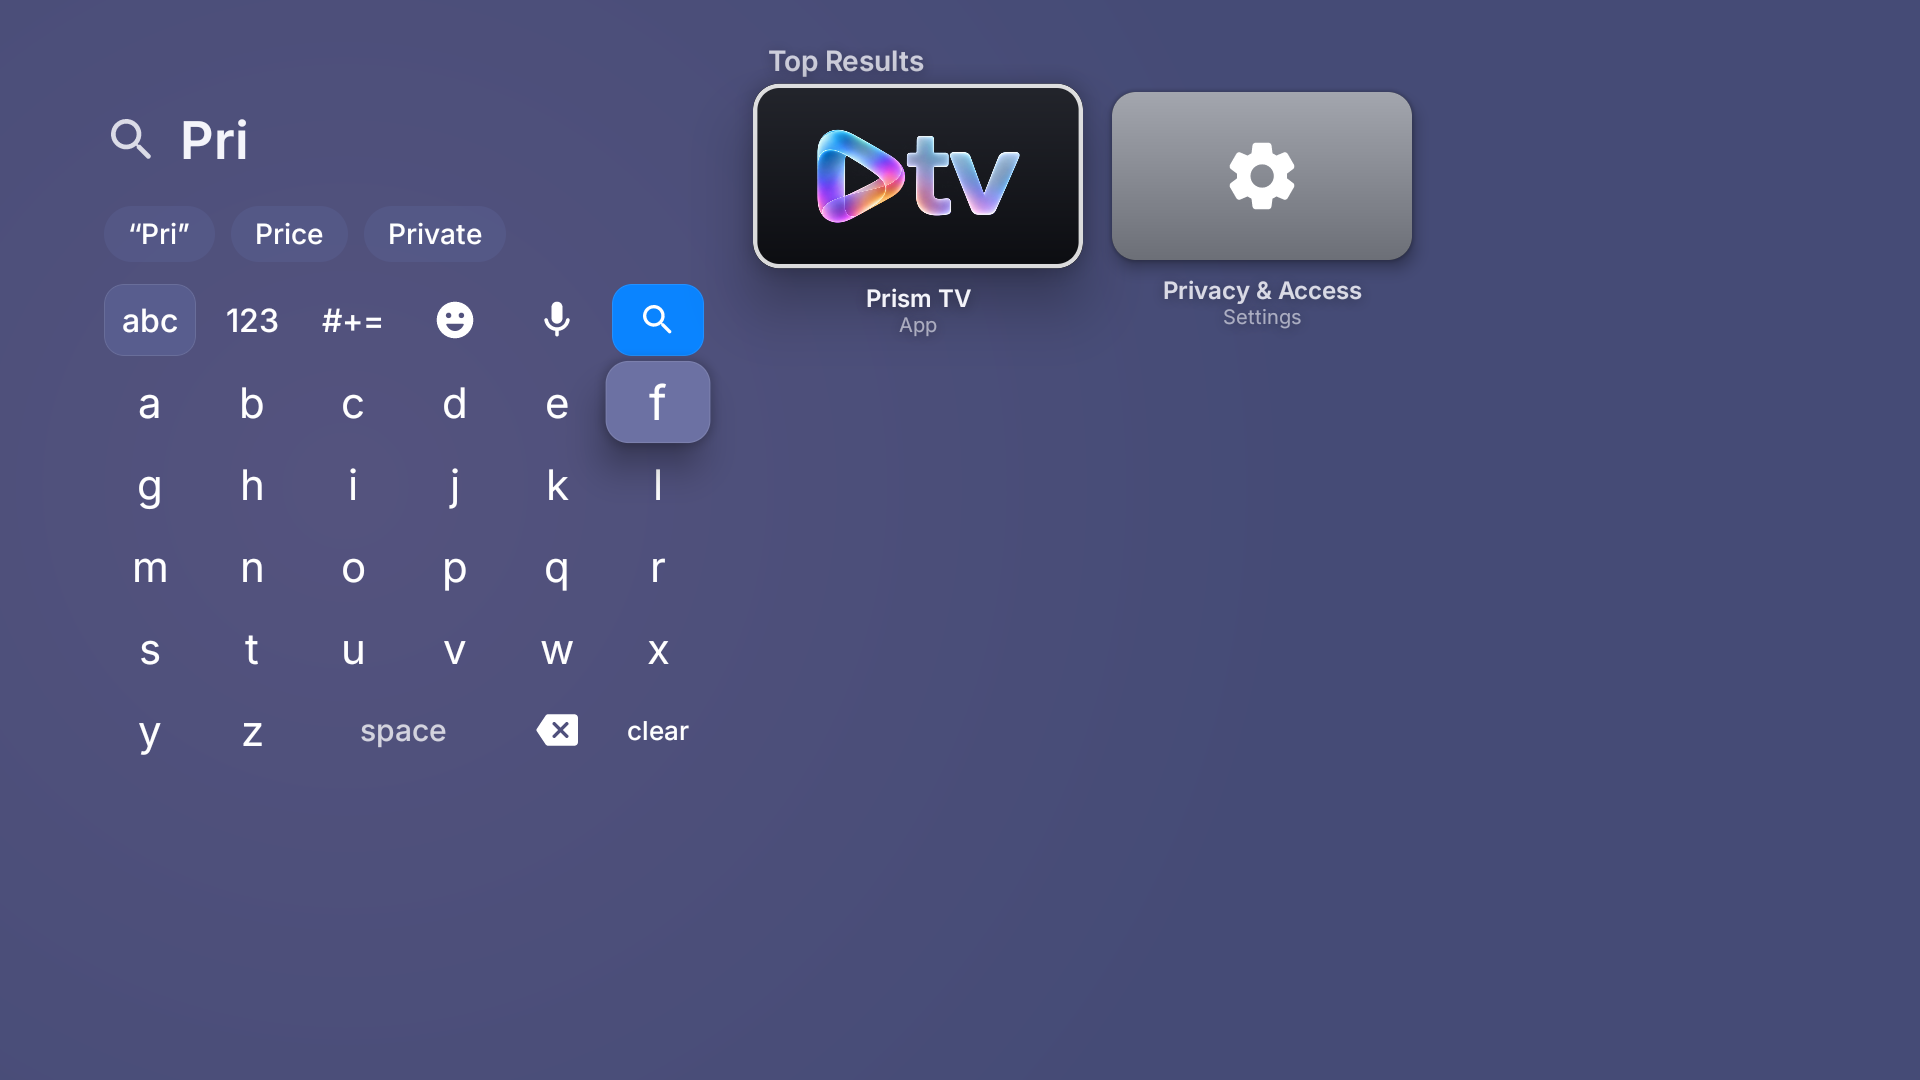 Pri
“Pri” Price Private
abc 123 #+=
a b c d e f
g h i j k l
m n o p q r
s t u v w x
y z space clear
Top Results
tv
Prism TV
App
Privacy & Access
Settings